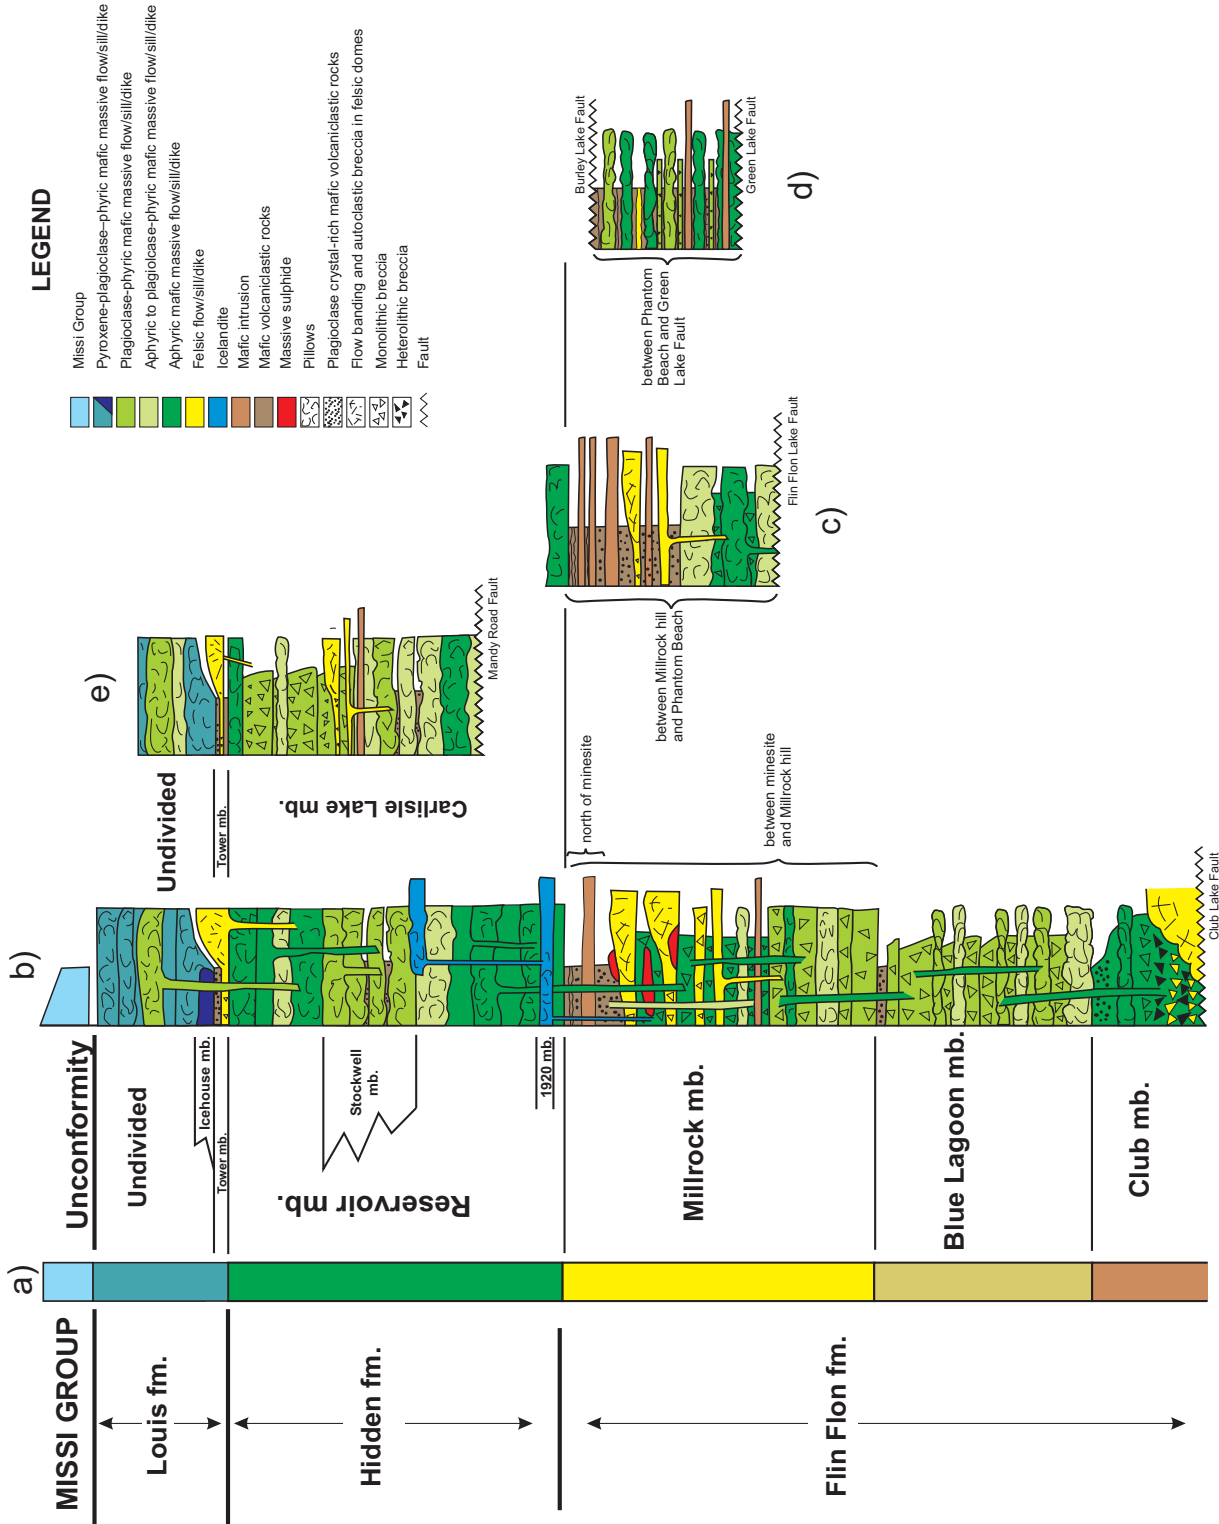 LEGEND
Missi Group
Pyroxene-plagioclase–phyric mafic massive flow/sill/dike
Plagioclase-phyric mafic massive flow/sill/dike
Aphyric to plagiolcase-phyric mafic massive flow/sill/dike
Aphyric mafic massive flow/sill/dike
Felsic flow/sill/dike
Icelandite
Mafic intrusion
Mafic volcaniclastic rocks
Massive sulphide
Pillows
Plagioclase crystal-rich mafic volcaniclastic rocks
Flow banding and autoclastic breccia in felsic domes
Monolithic breccia
Heterolithic breccia
Fault
a)
MISSI GROUP
Louis fm.
Hidden fm.
Flin Flon fm.
b)
Unconformity
Undivided
Icehouse mb.
Tower mb.
Stockwell
mb.
Reservoir mb.
1920 mb.
Millrock mb.
Blue Lagoon mb.
Club mb.
north of minesite
between minesite
and Millrock hill
Club Lake Fault
e)
Undivided
Tower mb.
Carlisle Lake mb.
Mandy Road Fault
c)
between Millrock hill
and Phantom Beach
Flin Flon Lake Fault
d)
Burley Lake Fault
between Phantom
Beach and Green
Lake Fault
Green Lake Fault